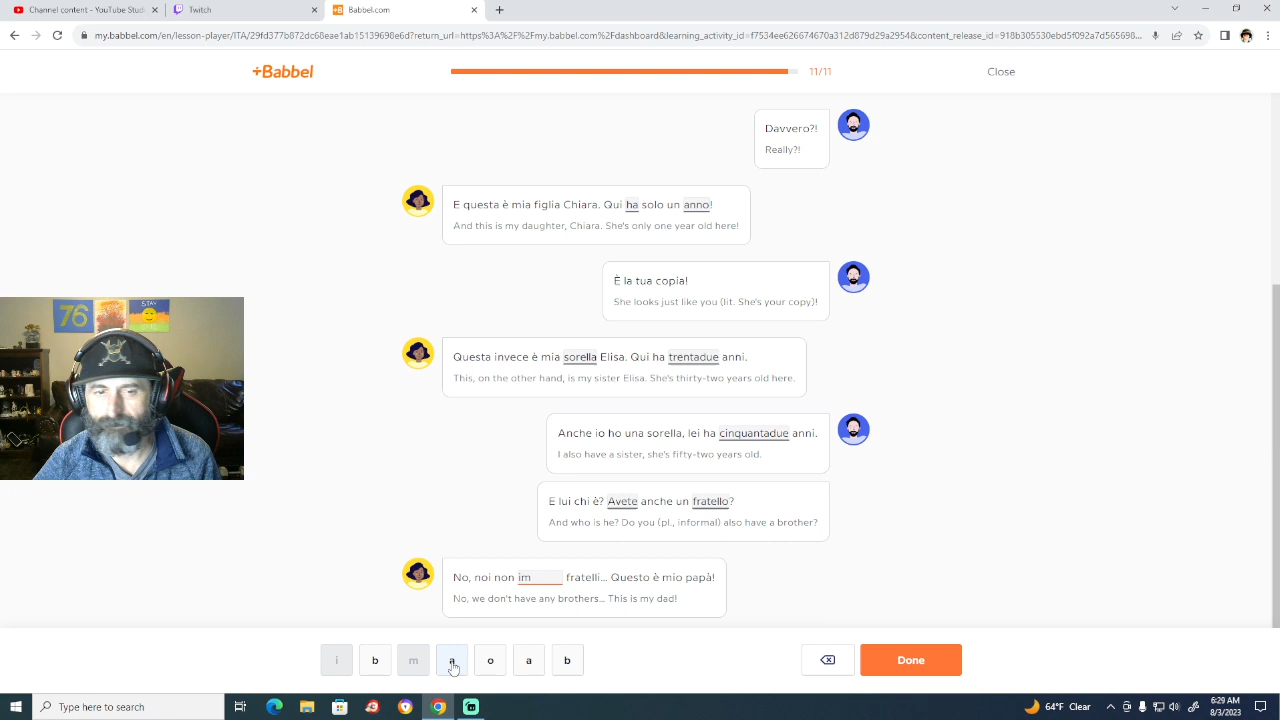 Channel content - YouTube Stud
Twitch
Babbel.com
my.babbel.com/en/lesson-player/ITA/29fd377b872dc68eae1ab15139698e6d?return_url=https%3A%2F%2Fmy.babbel.com%2Fdashboard&learning_activity_id=f7534ee626674670a312d879d29a2954&content_release_id=918b305530ebd5f092a7d565698...
+Babbel
11/11
Close
Davvero?!
Really?!
E questa è mia figlia Chiara. Qui ha solo un anno!
And this is my daughter, Chiara. She's only one year old here!
È la tua copia!
She looks just like you (lit. She's your copy)!
Questa invece è mia sorella Elisa. Qui ha trentadue anni.
This, on the other hand, is my sister Elisa. She's thirty-two years old here.
Anche io ho una sorella, lei ha cinquantadue anni.
I also have a sister, she's fifty-two years old.
E lui chi è? Avete anche un fratello?
And who is he? Do you (pl., informal) also have a brother?
No, noi non im fratelli... Questo è mio papà!
No, we don't have any brothers... This is my dad!
76
STAY
i b m a o a b
Done
Type here to search
64°F Clear
6:29 AM
8/3/2023